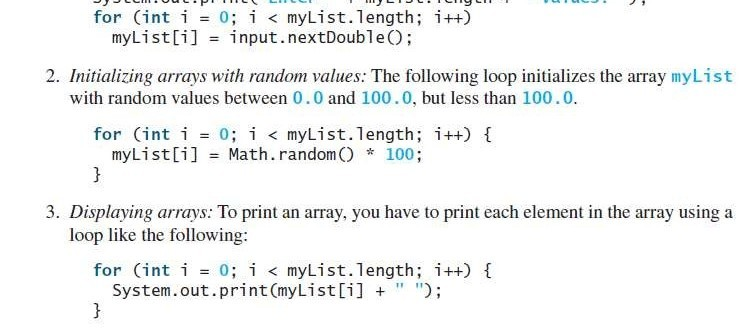 for (int i = 0; i < myList.length; i++)
myList[i] = input.nextDouble();
2. Initializing arrays with random values: The following loop initializes the array myList
with random values between 0.0 and 100.0, but less than 100.0.
for (int i = 0; i < myList.length; i++) {
myList[i] = Math.random() * 100;
}
3. Displaying arrays: To print an array, you have to print each element in the array using a
loop like the following:
for (int i = 0; i < myList.length; i++) {
System.out.print(myList[i] + " ");
}